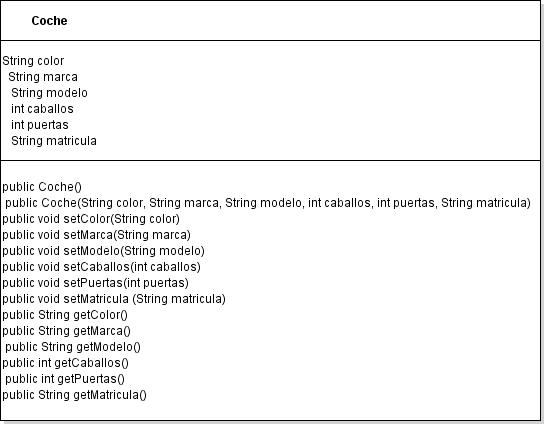 Coche
String color
String marca
String modelo
int caballos
int puertas
String matricula
public Coche()
public Coche(String color, String marca, String modelo, int caballos, int puertas, String matricula)
public void setColor(String color)
public void setMarca(String marca)
public void setModelo(String modelo)
public void setCaballos(int caballos)
public void setPuertas(int puertas)
public void setMatricula (String matricula)
public String getColor()
public String getMarca()
public String getModelo()
public int getCaballos()
public int getPuertas()
public String getMatricula()